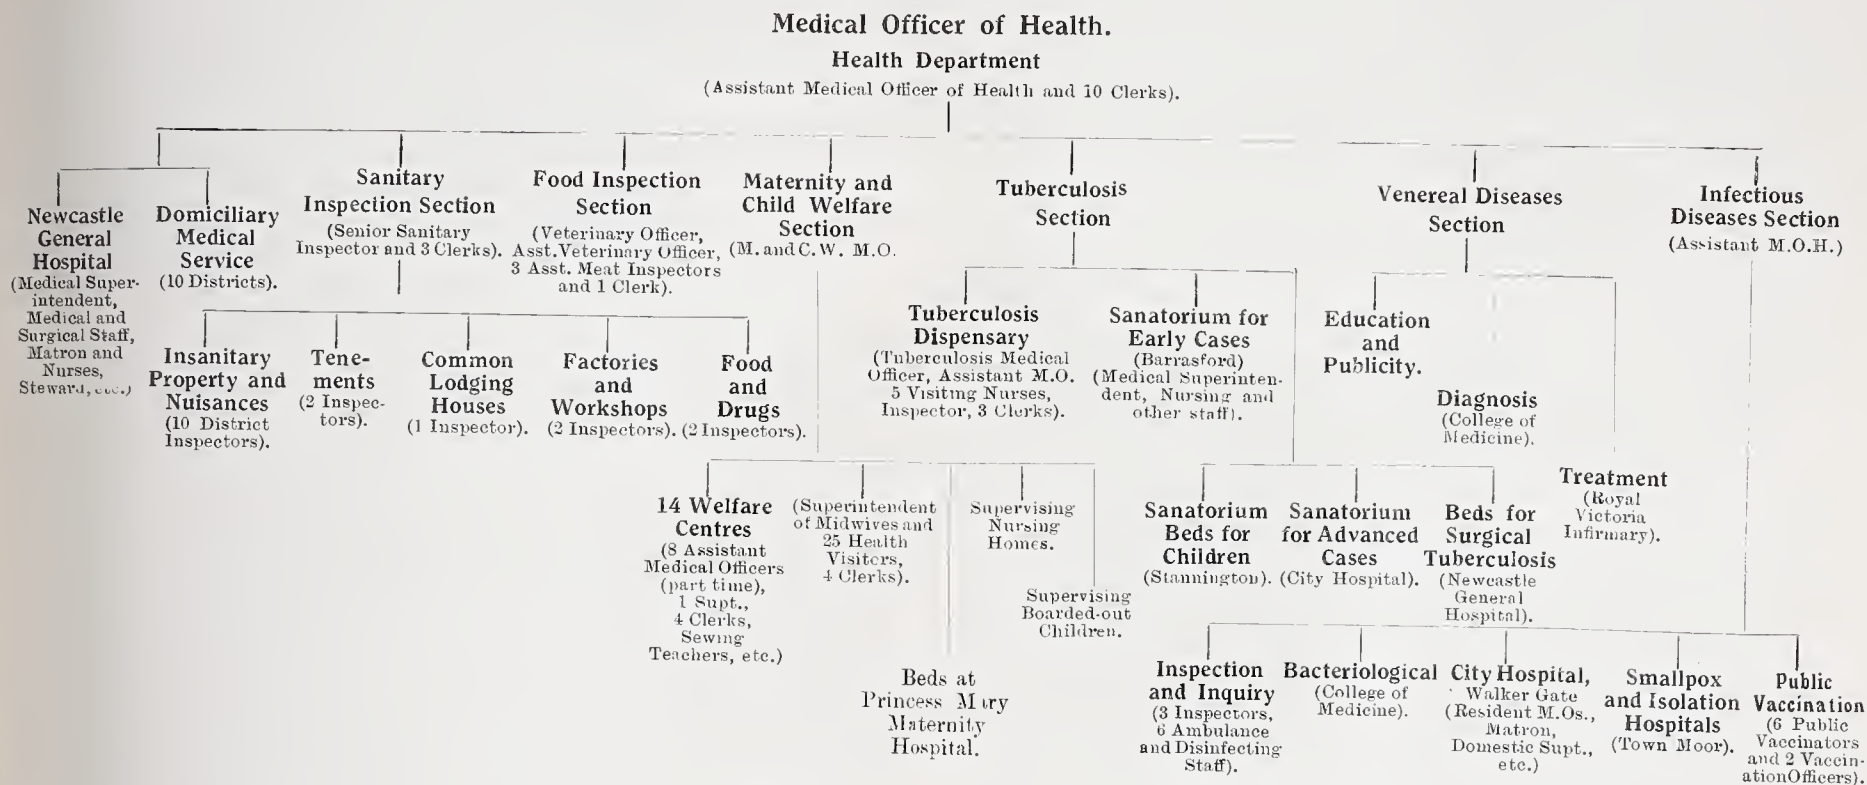 Medical Officer of Health.
Health Department
(Assistant Medical Officer of Health and 10 Clerks).
Newcastle
General
Hospital
(Medical Super-
intendent,
Medical and
Surgical Staff,
Matron and
Nurses,
Steward, etc.)
Domiciliary
Medical
Service
(10 Districts).
Sanitary
Inspection Section
(Senior Sanitary
Inspector and 3 Clerks).
Food Inspection
Section
(Veterinary Officer,
Asst.Veterinary Officer,
3 Asst. Meat Inspectors
and 1 Clerk).
Maternity and
Child Welfare
Section
(M. and C.W. M.O.
Tuberculosis
Section
Venereal Diseases
Section
Infectious
Diseases Section
(Assistant M.O.H.)
Insanitary
Property and
Nuisances
(10 District
Inspectors).
Tene-
ments
(2 Inspec-
tors).
Common
Lodging
Houses
(1 Inspector).
Factories
and
Workshops
(2 Inspectors).
Food
and
Drugs
(2 Inspectors).
Tuberculosis
Dispensary
(Tuberculosis Medical
Officer, Assistant M.O.
5 Visiting Nurses,
Inspector, 3 Clerks).
Sanatorium for
Early Cases
(Barrasford)
(Medical Superinten-
dent, Nursing and
other staff).
Education
and
Publicity.
Diagnosis
(College of
Medicine).
Treatment
(Royal
Victoria
Infirmary).
14 Welfare
Centres
(8 Assistant
Medical Officers
(part time),
1 Supt.,
4 Clerks,
Sewing
Teachers, etc.)
(Superintendent
of Midwives and
25 Health
Visitors,
4 Clerks).
Beds at
Princess Mary
Maternity
Hospital.
Supervising
Nursing
Homes.
Supervising
Boarded-out
Children.
Sanatorium
Beds for
Children
(Stannington).
Sanatorium
for Advanced
Cases
(City Hospital).
Beds for
Surgical
Tuberculosis
(Newcastle
General
Hospital).
Inspection
and Inquiry
(3 Inspectors,
6 Ambulance
and Disinfecting
Staff).
Bacteriological
(College of
Medicine).
City Hospital,
Walker Gate
(Resident M.Os.,
Matron,
Domestic Supt.,
etc.)
Smallpox
and Isolation
Hospitals
(Town Moor).
Public
Vaccination
(6 Public
Vaccinators
and 2 Vaccin-
ation Officers).